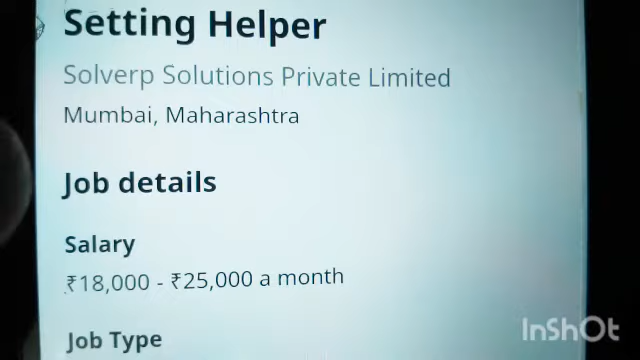 Setting Helper
Solverp Solutions Private Limited
Mumbai, Maharashtra
Job details
Salary
₹18,000 - ₹25,000 a month
Job Type
InShOt